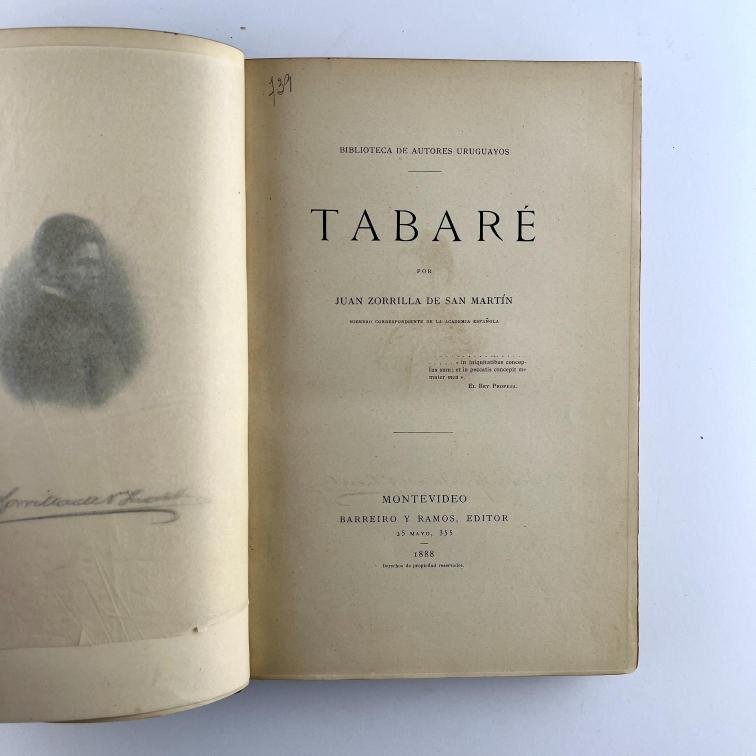 739
BIBLIOTECA DE AUTORES URUGUAYOS
TABARÉ
POR
JUAN ZORRILLA DE SAN MARTÍN
MIEMBRO CORRESPONDIENTE DE LA ACADEMIA ESPAÑOLA
. . . . . « in iniquitatibus concep-
tus sum; et in peccatis concepit me
mater mea ».
EL REY PROFETA.
MONTEVIDEO
BARREIRO Y RAMOS, EDITOR
25 MAYO, 355
1888
Derechos de propiedad reservados.